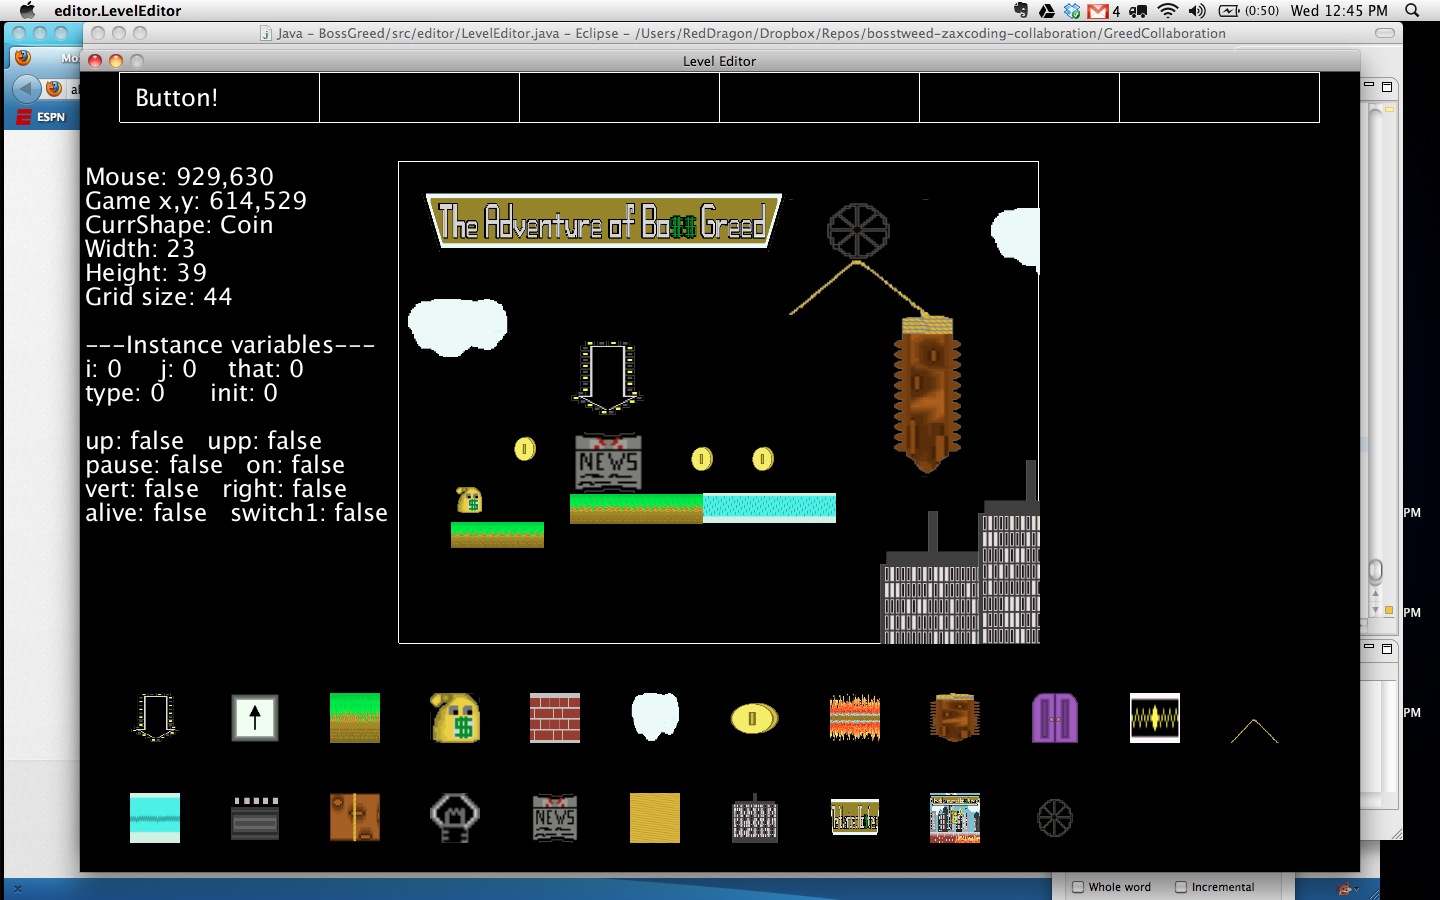 editor.LevelEditor
4
(0:50)
Wed 12:45 PM
Java – BossGreed/src/editor/LevelEditor.java – Eclipse – /Users/RedDragon/Dropbox/Repos/bosstweed-zaxcoding-collaboration/GreedCollaboration
Level Editor
Mo
al
ESPN
Button!
Mouse: 929,630
Game x,y: 614,529
CurrShape: Coin
Width: 23
Height: 39
Grid size: 44
---Instance variables---
i: 0 j: 0 that: 0
type: 0 init: 0
up: false upp: false
pause: false on: false
vert: false right: false
alive: false switch1: false
The Adventure of Bo$$ Greed
NEWS
$
PM
PM
PM
$
NEWS
Whole word
Incremental